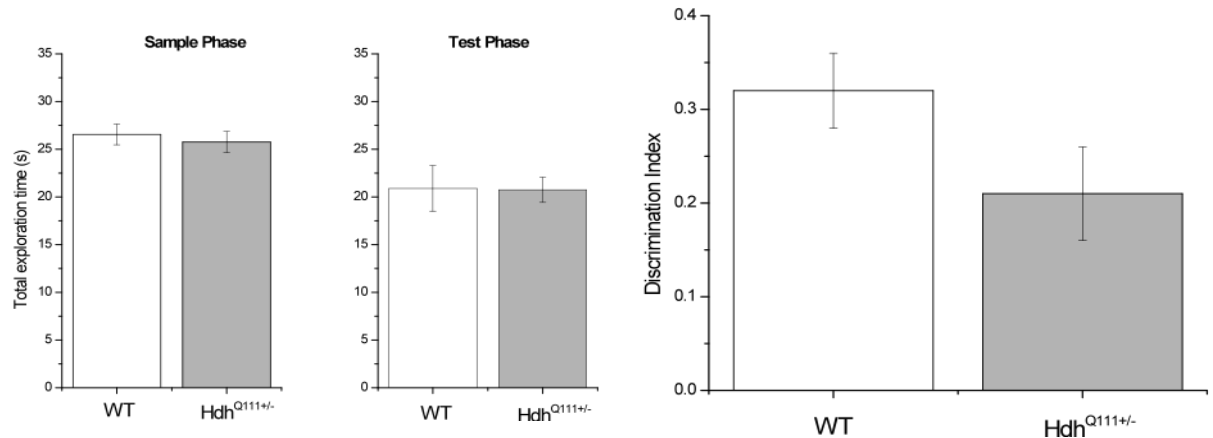 Sample Phase
Total exploration time (s)
35
30
25
20
15
10
5
0
WT
Hdh^Q111+/-
Test Phase
35
30
25
20
15
10
5
0
WT
Hdh^Q111+/-
Discrimination Index
0.4
0.3
0.2
0.1
0.0
WT
Hdh^Q111+/-